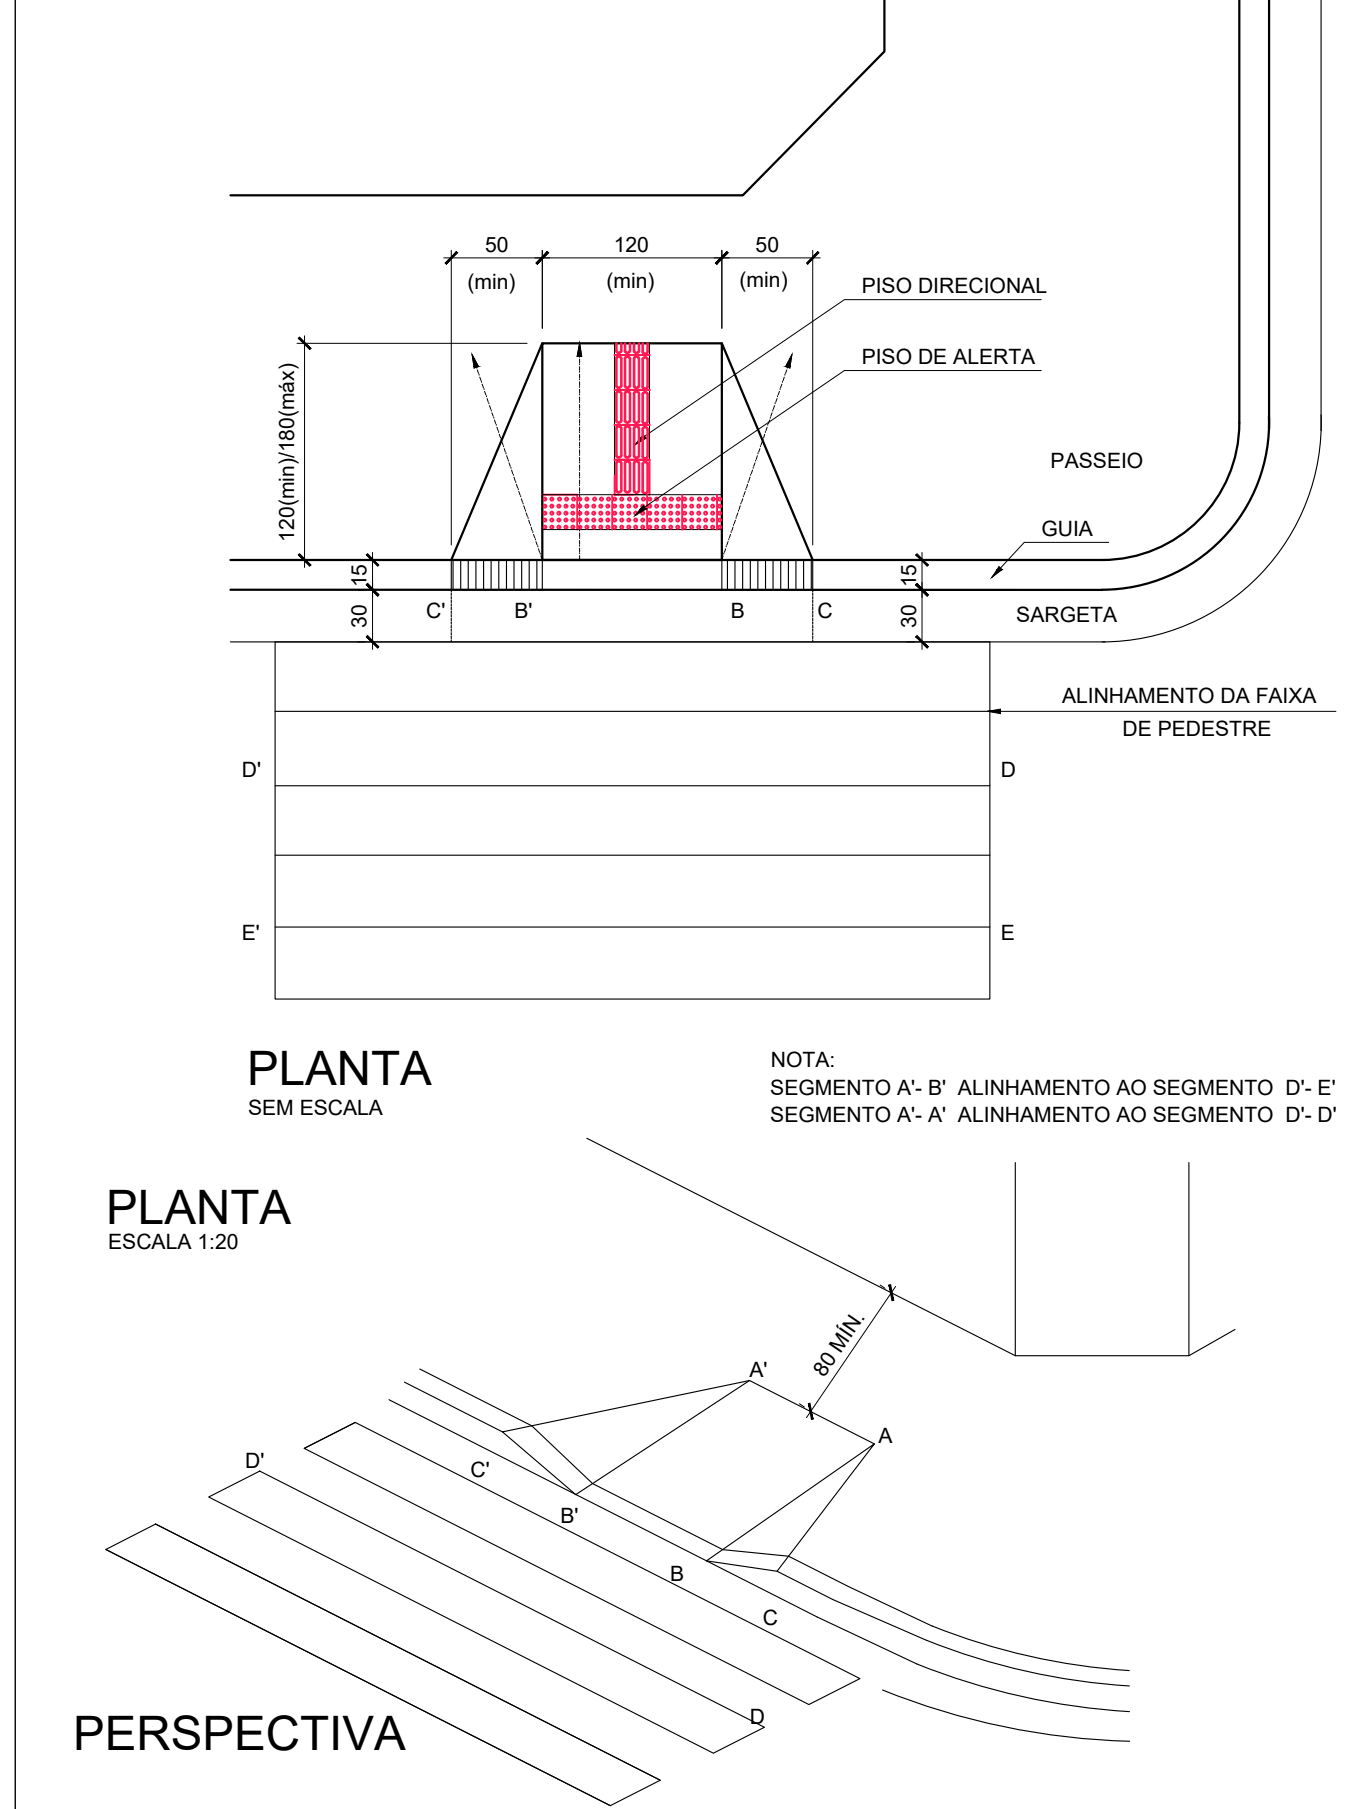 50
120
50
(min)
(min)
(min)
PISO DIRECIONAL
PISO DE ALERTA
120(min)/180(máx)
PASSEIO
GUIA
15
15
30
C'
B'
B
C
30
SARGETA
ALINHAMENTO DA FAIXA
DE PEDESTRE
D'
D
E'
E
PLANTA
SEM ESCALA
NOTA:
SEGMENTO A'- B' ALINHAMENTO AO SEGMENTO D'- E'
SEGMENTO A'- A' ALINHAMENTO AO SEGMENTO D'- D'
PLANTA
ESCALA 1:20
80 MÍN.
A'
A
D'
C'
B'
B
C
D
PERSPECTIVA